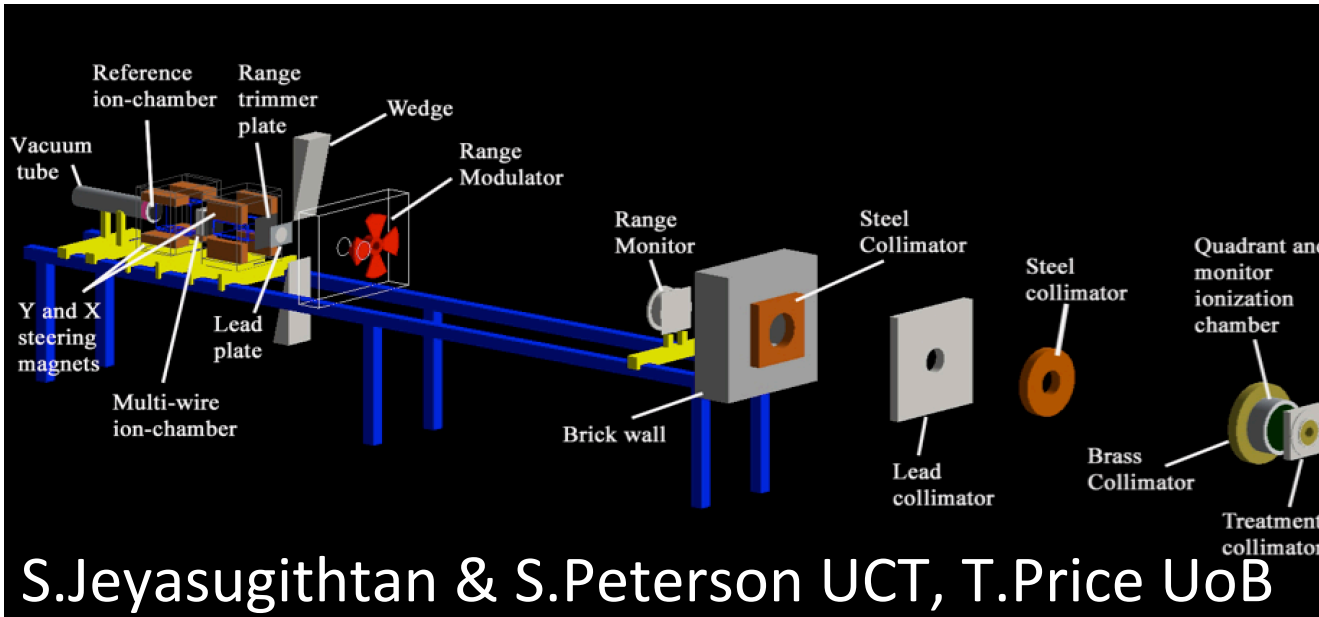 Reference
ion-chamber
Range
trimmer
plate
Wedge
Vacuum
tube
Range
Modulator
Range
Monitor
Steel
Collimator
Steel
collimator
Quadrant and
monitor
ionization
chamber
Y and X
steering
magnets
Lead
plate
Multi-wire
ion-chamber
Brick wall
Lead
collimator
Brass
Collimator
Treatment
collimator
S.Jeyasugithtan & S.Peterson UCT, T.Price UoB